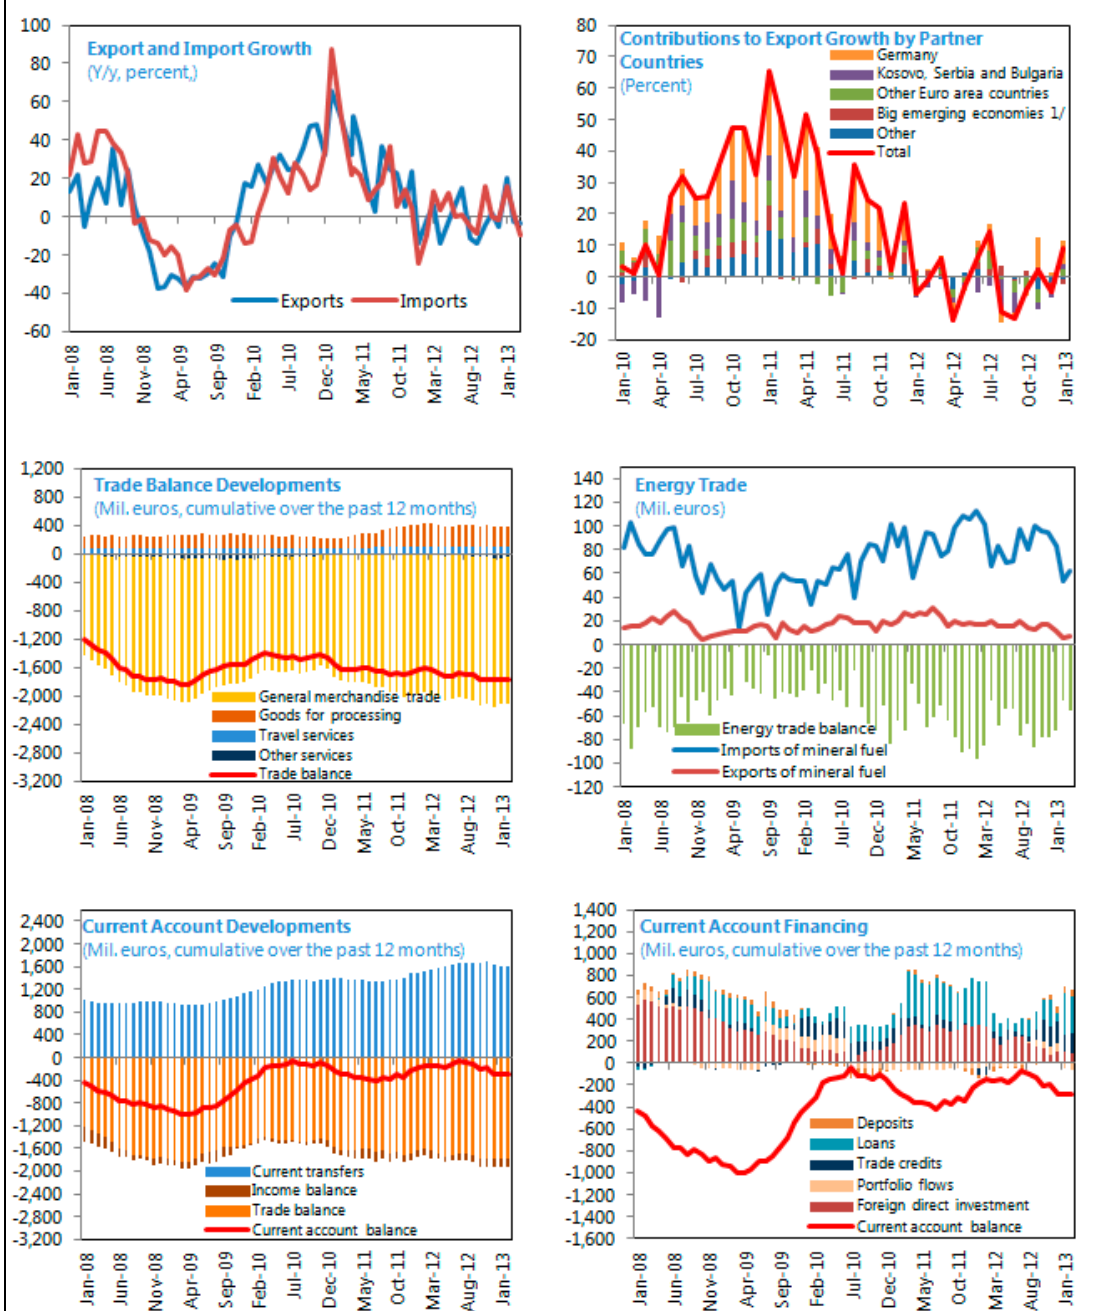 Export and Import Growth
(Y/y, percent,)
100
80
60
40
20
0
-20
-40
-60
Exports
Imports
Jan-08
Jun-08
Nov-08
Apr-09
Sep-09
Feb-10
Jul-10
Dec-10
May-11
Oct-11
Mar-12
Aug-12
Jan-13
Contributions to Export Growth by Partner
Countries
(Percent)
80
70
60
50
40
30
20
10
0
-10
-20
Germany
Kosovo, Serbia and Bulgaria
Other Euro area countries
Big emerging economies 1/
Other
Total
Jan-10
Apr-10
Jul-10
Oct-10
Jan-11
Apr-11
Jul-11
Oct-11
Jan-12
Apr-12
Jul-12
Oct-12
Jan-13
Trade Balance Developments
(Mil. euros, cumulative over the past 12 months)
1,200
800
400
0
-400
-800
-1,200
-1,600
-2,000
-2,400
-2,800
-3,200
General merchandise trade
Goods for processing
Travel services
Other services
Trade balance
Jan-08
Jun-08
Nov-08
Apr-09
Sep-09
Feb-10
Jul-10
Dec-10
May-11
Oct-11
Mar-12
Aug-12
Jan-13
Energy Trade
(Mil. euros)
140
120
100
80
60
40
20
0
-20
-40
-60
-80
-100
-120
Energy trade balance
Imports of mineral fuel
Exports of mineral fuel
Jan-08
Jun-08
Nov-08
Apr-09
Sep-09
Feb-10
Jul-10
Dec-10
May-11
Oct-11
Mar-12
Aug-12
Jan-13
Current Account Developments
(Mil. euros, cumulative over the past 12 months)
2,400
2,000
1,600
1,200
800
400
0
-400
-800
-1,200
-1,600
-2,000
-2,400
-2,800
-3,200
Current transfers
Income balance
Trade balance
Current account balance
Jan-08
Jun-08
Nov-08
Apr-09
Sep-09
Feb-10
Jul-10
Dec-10
May-11
Oct-11
Mar-12
Aug-12
Jan-13
Current Account Financing
(Mil. euros, cumulative over the past 12 months)
1,400
1,200
1,000
800
600
400
200
0
-200
-400
-600
-800
-1,000
-1,200
-1,400
-1,600
Deposits
Loans
Trade credits
Portfolio flows
Foreign direct investment
Current account balance
Jan-08
Jun-08
Nov-08
Apr-09
Sep-09
Feb-10
Jul-10
Dec-10
May-11
Oct-11
Mar-12
Aug-12
Jan-13